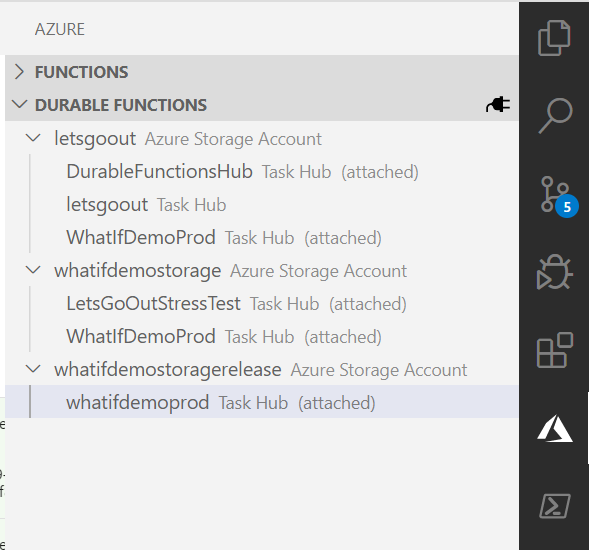 AZURE
FUNCTIONS
DURABLE FUNCTIONS
letsgoout Azure Storage Account
DurableFunctionsHub Task Hub (attached)
letsgoout Task Hub
WhatIfDemoProd Task Hub (attached)
whatifdemostorage Azure Storage Account
LetsGoOutStressTest Task Hub (attached)
WhatIfDemoProd Task Hub (attached)
whatifdemostoragerelease Azure Storage Account
whatifdemoprod Task Hub (attached)
5